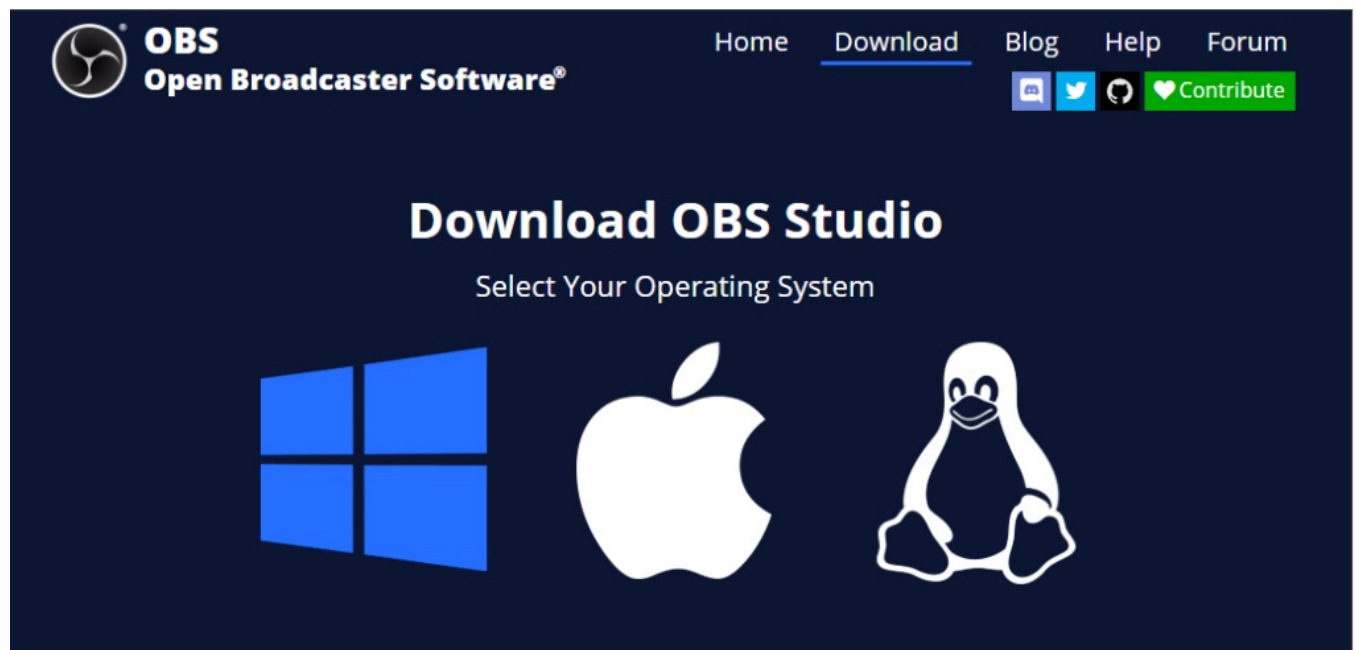 OBS
Open Broadcaster Software®
Home Download Blog Help Forum
Contribute
Download OBS Studio
Select Your Operating System